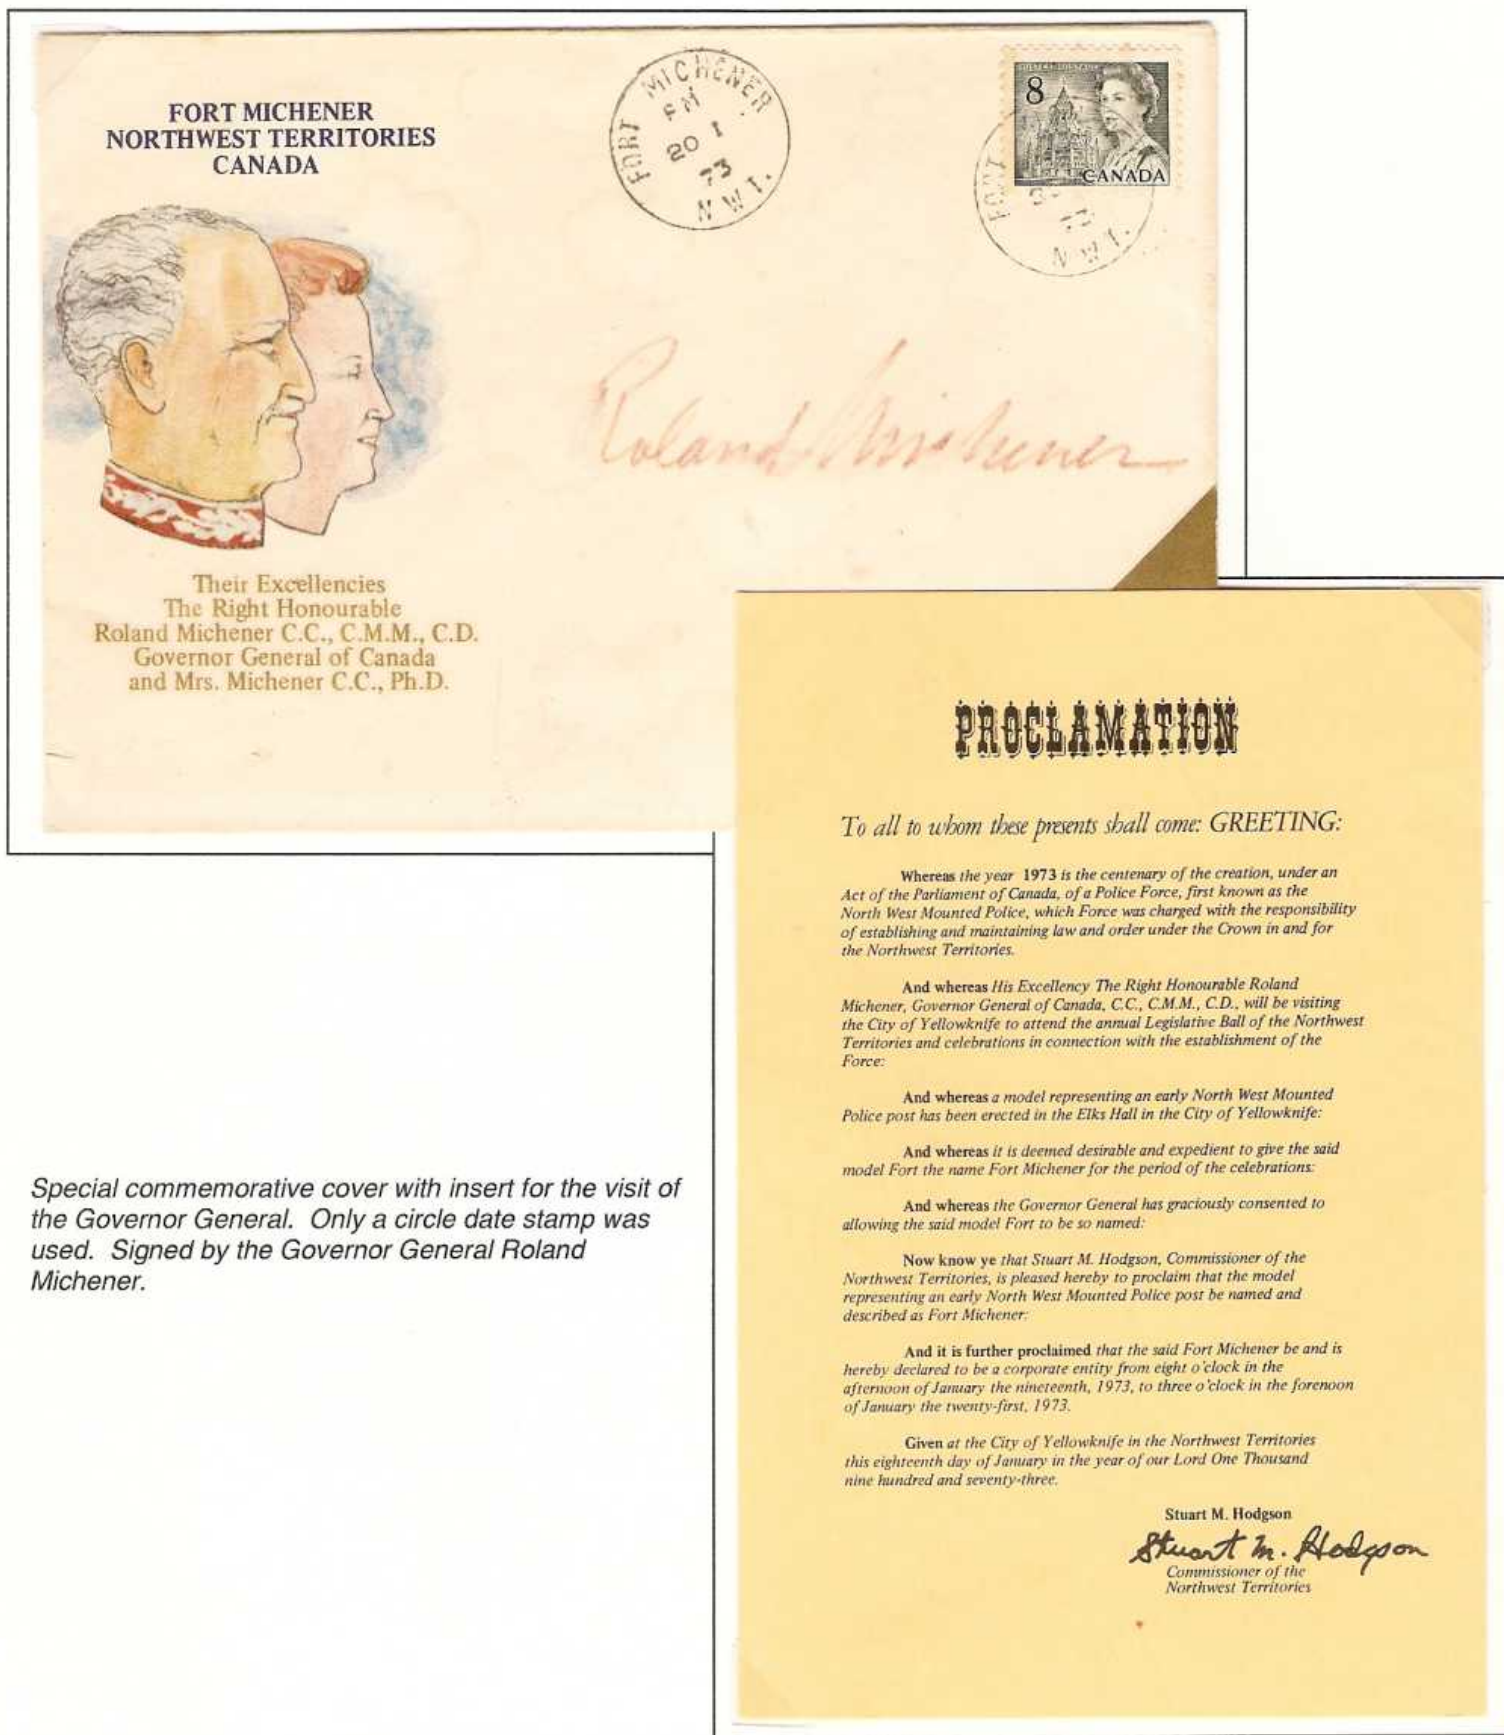 FORT MICHENER
NORTHWEST TERRITORIES
CANADA
FORT MICHENER
PM
20 I
73
N.W.T.
8
CANADA
FORT
73
N.W.T.
Roland Michener
Their Excellencies
The Right Honourable
Roland Michener C.C., C.M.M., C.D.
Governor General of Canada
and Mrs. Michener C.C., Ph.D.
PROCLAMATION
To all to whom these presents shall come: GREETING:
Whereas the year 1973 is the centenary of the creation, under an
Act of the Parliament of Canada, of a Police Force, first known as the
North West Mounted Police, which Force was charged with the responsibility
of establishing and maintaining law and order under the Crown in and for
the Northwest Territories.
And whereas His Excellency The Right Honourable Roland
Michener, Governor General of Canada, C.C., C.M.M., C.D., will be visiting
the City of Yellowknife to attend the annual Legislative Ball of the Northwest
Territories and celebrations in connection with the establishment of the
Force:
And whereas a model representing an early North West Mounted
Police post has been erected in the Elks Hall in the City of Yellowknife:
And whereas it is deemed desirable and expedient to give the said
model Fort the name Fort Michener for the period of the celebrations:
And whereas the Governor General has graciously consented to
allowing the said model Fort to be so named:
Now know ye that Stuart M. Hodgson, Commissioner of the
Northwest Territories, is pleased hereby to proclaim that the model
representing an early North West Mounted Police post be named and
described as Fort Michener:
And it is further proclaimed that the said Fort Michener be and is
hereby declared to be a corporate entity from eight o'clock in the
afternoon of January the nineteenth, 1973, to three o'clock in the forenoon
of January the twenty-first, 1973.
Given at the City of Yellowknife in the Northwest Territories
this eighteenth day of January in the year of our Lord One Thousand
nine hundred and seventy-three.
Stuart M. Hodgson
Stuart M. Hodgson
Commissioner of the
Northwest Territories
Special commemorative cover with insert for the visit of
the Governor General. Only a circle date stamp was
used. Signed by the Governor General Roland
Michener.